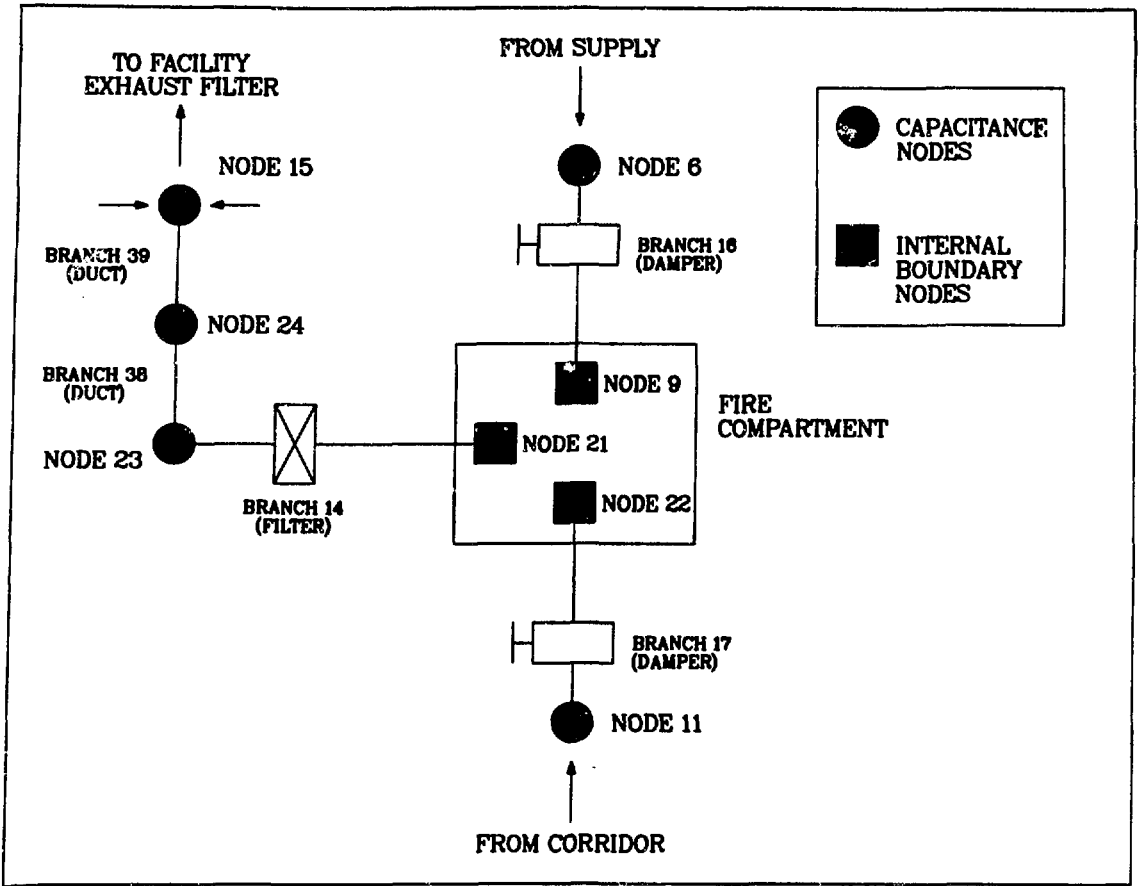 TO FACILITY
EXHAUST FILTER
FROM SUPPLY
NODE 15
NODE 6
CAPACITANCE
NODES
BRANCH 39
(DUCT)
BRANCH 16
(DAMPER)
INTERNAL
BOUNDARY
NODES
NODE 24
BRANCH 38
(DUCT)
NODE 9
FIRE
COMPARTMENT
NODE 23
NODE 21
BRANCH 14
(FILTER)
NODE 22
BRANCH 17
(DAMPER)
NODE 11
FROM CORRIDOR